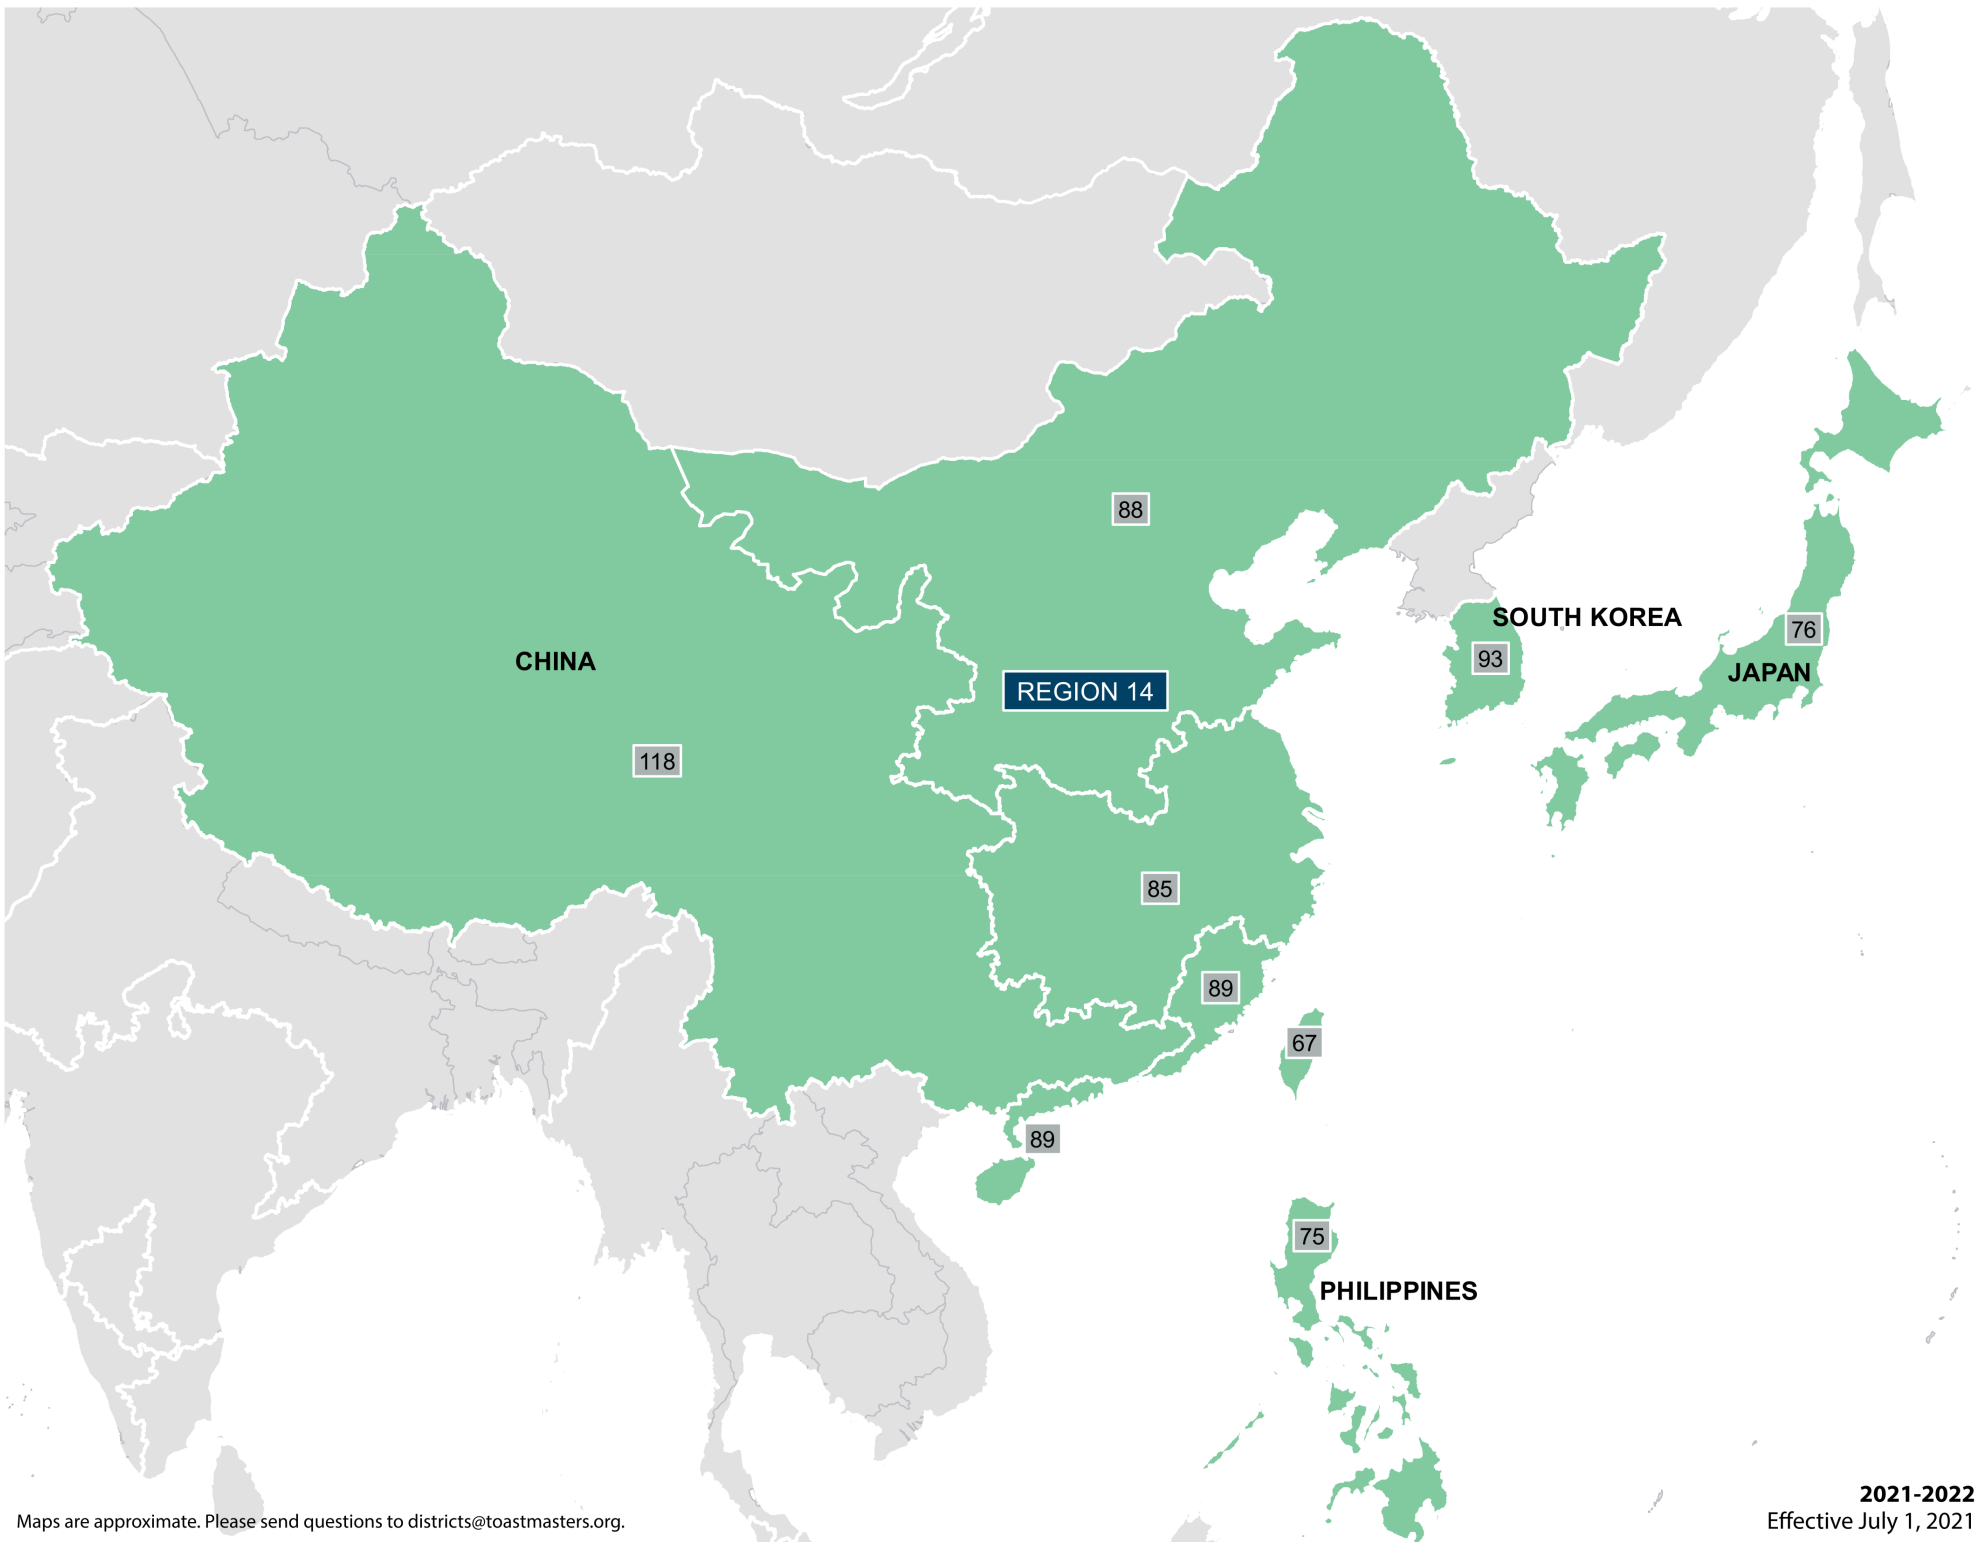 88
SOUTH KOREA
76
93
CHINA
JAPAN
REGION 14
118
85
89
67
89
75
PHILIPPINES
2021-2022
Effective July 1, 2021
Maps are approximate. Please send questions to districts@toastmasters.org.